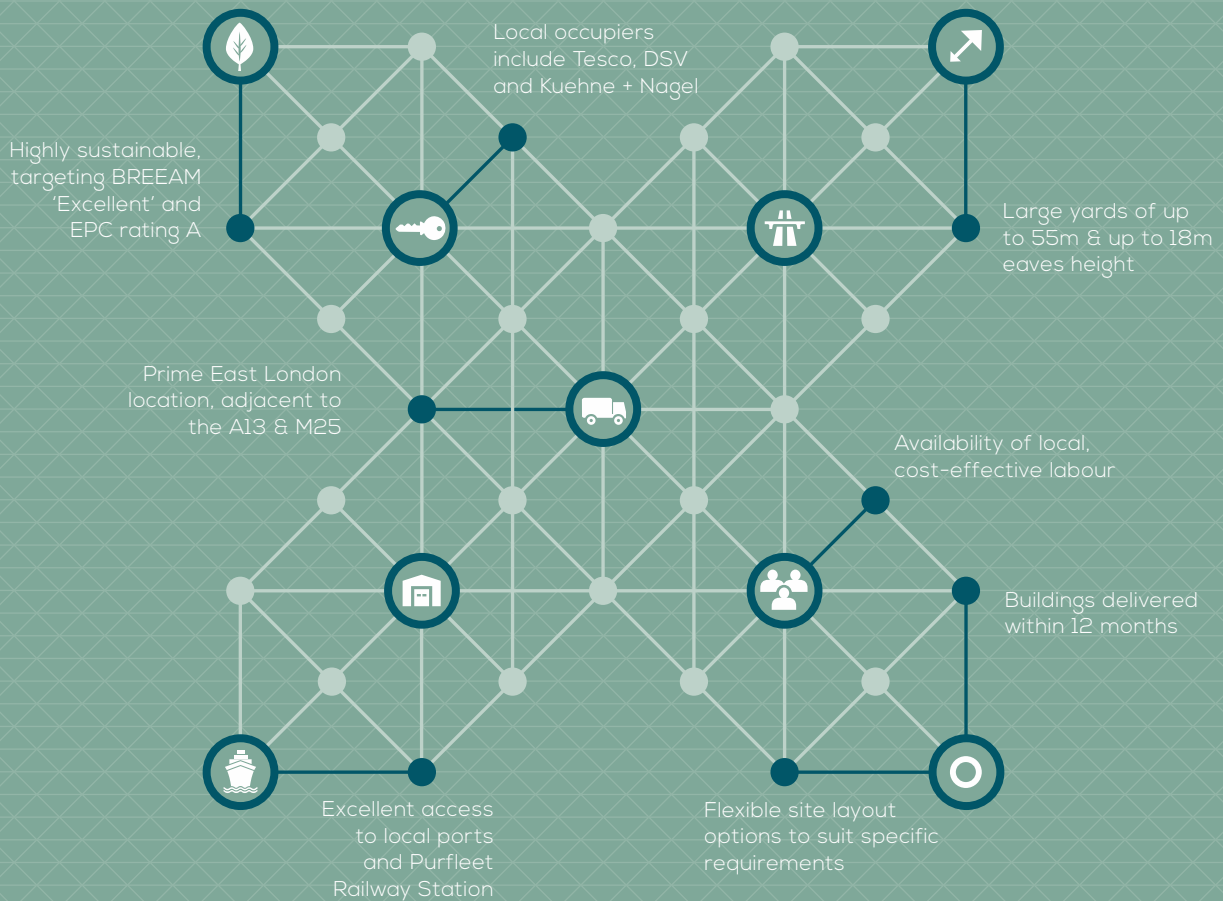 Local occupiers
include Tesco, DSV
and Kuehne + Nagel
Highly sustainable,
targeting BREEAM
'Excellent' and
EPC rating A
Large yards of up
to 55m & up to 18m
eaves height
Prime East London
location, adjacent to
the A13 & M25
Availability of local,
cost-effective labour
Buildings delivered
within 12 months
Excellent access
to local ports
and Purfleet
Railway Station
Flexible site layout
options to suit specific
requirements